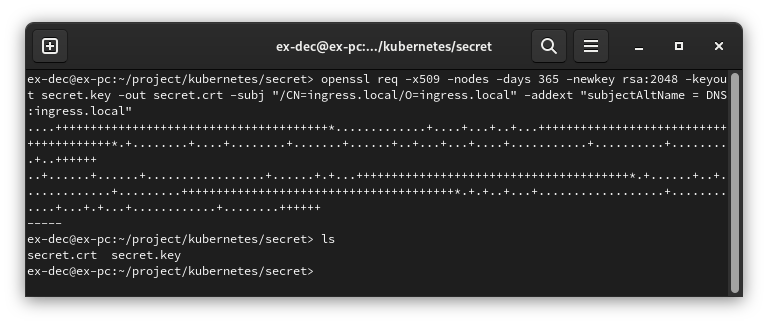 ex-dec@ex-pc:.../kubernetes/secret
ex-dec@ex-pc:~/project/kubernetes/secret> openssl req -x509 -nodes -days 365 -newkey rsa:2048 -keyou
t secret.key -out secret.crt -subj "/CN=ingress.local/O=ingress.local" -addext "subjectAltName = DNS
:ingress.local"
....+++++++++++++++++++++++++++++++++++++++*.............+....+...+..+...+++++++++++++++++++++++++++
++++++++++++*.+........+....+........+.......+......+..+...+...+....+...........+..........+........
.+..++++++
..+......+......+.................+......+.+...+++++++++++++++++++++++++++++++++++++++*.+......+..+.
............+.........+++++++++++++++++++++++++++++++++++++++*.+.+..+...+..................+........
....+...+.+...+............+........++++++
-----
ex-dec@ex-pc:~/project/kubernetes/secret> ls
secret.crt  secret.key
ex-dec@ex-pc:~/project/kubernetes/secret>